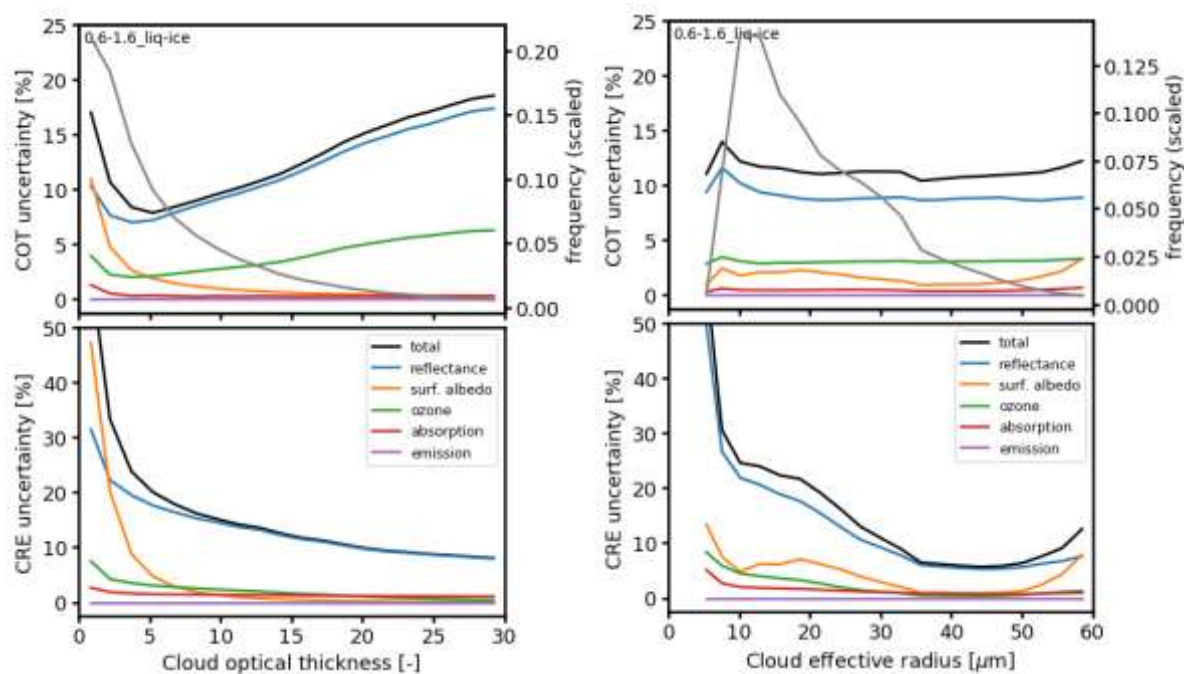 25
20
15
10
5
0
COT uncertainty [%]
0.6-1.6_liq-ice
0.20
0.15
0.10
0.05
0.00
frequency (scaled)
25
20
15
10
5
0
COT uncertainty [%]
0.6-1.6_liq-ice
0.125
0.100
0.075
0.050
0.025
0.000
frequency (scaled)
50
40
30
20
10
0
CRE uncertainty [%]
total
reflectance
surf. albedo
ozone
absorption
emission
0 5 10 15 20 25 30
Cloud optical thickness [-]
50
40
30
20
10
0
CRE uncertainty [%]
total
reflectance
surf. albedo
ozone
absorption
emission
0 10 20 30 40 50 60
Cloud effective radius [μm]